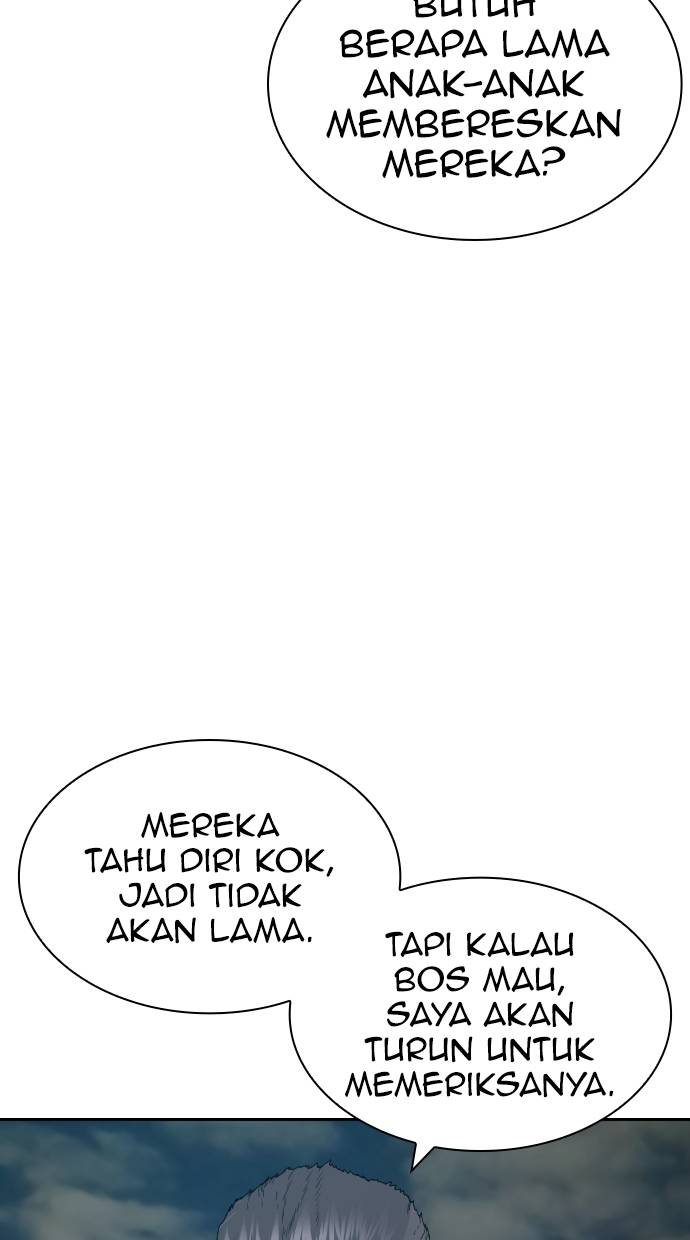 BUTUH
BERAPA LAMA
ANAK-ANAK
MEMBERESKAN
MEREKA?
MEREKA
TAHU DIRI KOK,
JADI TIDAK
AKAN LAMA.
TAPI KALAU
BOS MAU,
SAYA AKAN
TURUN UNTUK
MEMERIKSANYA.